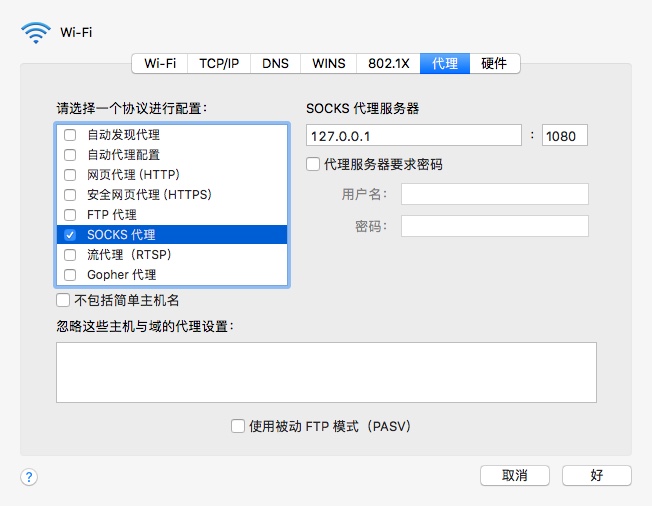 Wi-Fi
Wi-Fi TCP/IP DNS WINS 802.1X 代理 硬件
请选择一个协议进行配置：
自动发现代理
自动代理配置
网页代理 (HTTP)
安全网页代理 (HTTPS)
FTP 代理
SOCKS 代理
流代理（RTSP）
Gopher 代理
不包括简单主机名
SOCKS 代理服务器
127.0.0.1 : 1080
代理服务器要求密码
用户名：
密码：
忽略这些主机与域的代理设置：
使用被动 FTP 模式（PASV）
? 取消 好